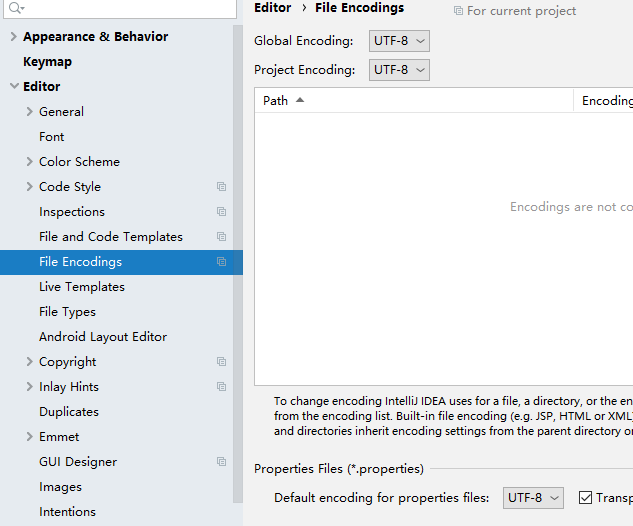 Appearance & Behavior
Keymap
Editor
General
Font
Color Scheme
Code Style
Inspections
File and Code Templates
File Encodings
Live Templates
File Types
Android Layout Editor
Copyright
Inlay Hints
Duplicates
Emmet
GUI Designer
Images
Intentions
Editor › File Encodings For current project
Global Encoding: UTF-8
Project Encoding: UTF-8
Path Encoding
Encodings are not co
To change encoding IntelliJ IDEA uses for a file, a directory, or the en
from the encoding list. Built-in file encoding (e.g. JSP, HTML or XML)
and directories inherit encoding settings from the parent directory or
Properties Files (*.properties)
Default encoding for properties files: UTF-8 Transp